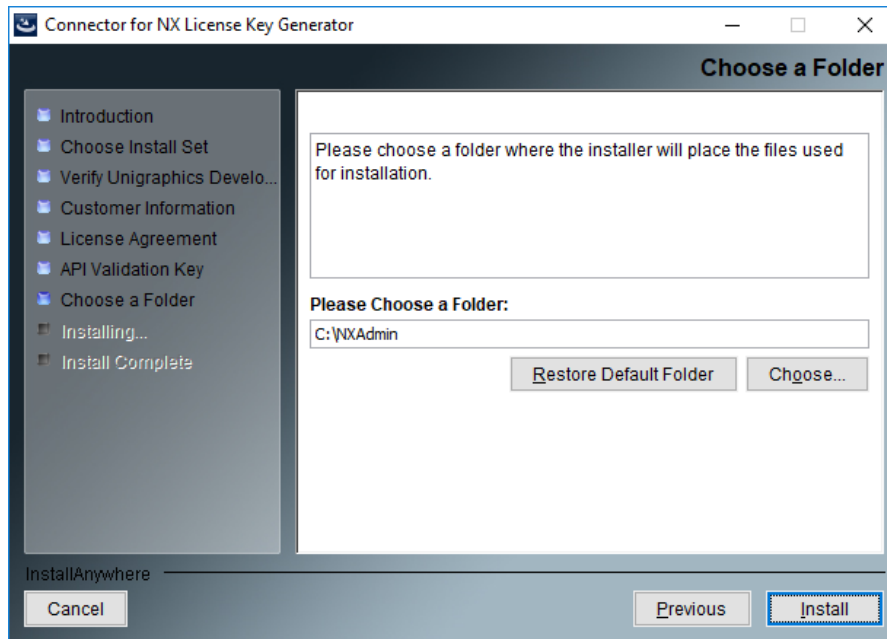 Connector for NX License Key Generator
Choose a Folder
Introduction
Choose Install Set
Verify Unigraphics Develo...
Customer Information
License Agreement
API Validation Key
Choose a Folder
Installing...
Install Complete
Please choose a folder where the installer will place the files used
for installation.
Please Choose a Folder:
C:\NXAdmin
Restore Default Folder
Choose...
InstallAnywhere
Cancel
Previous
Install